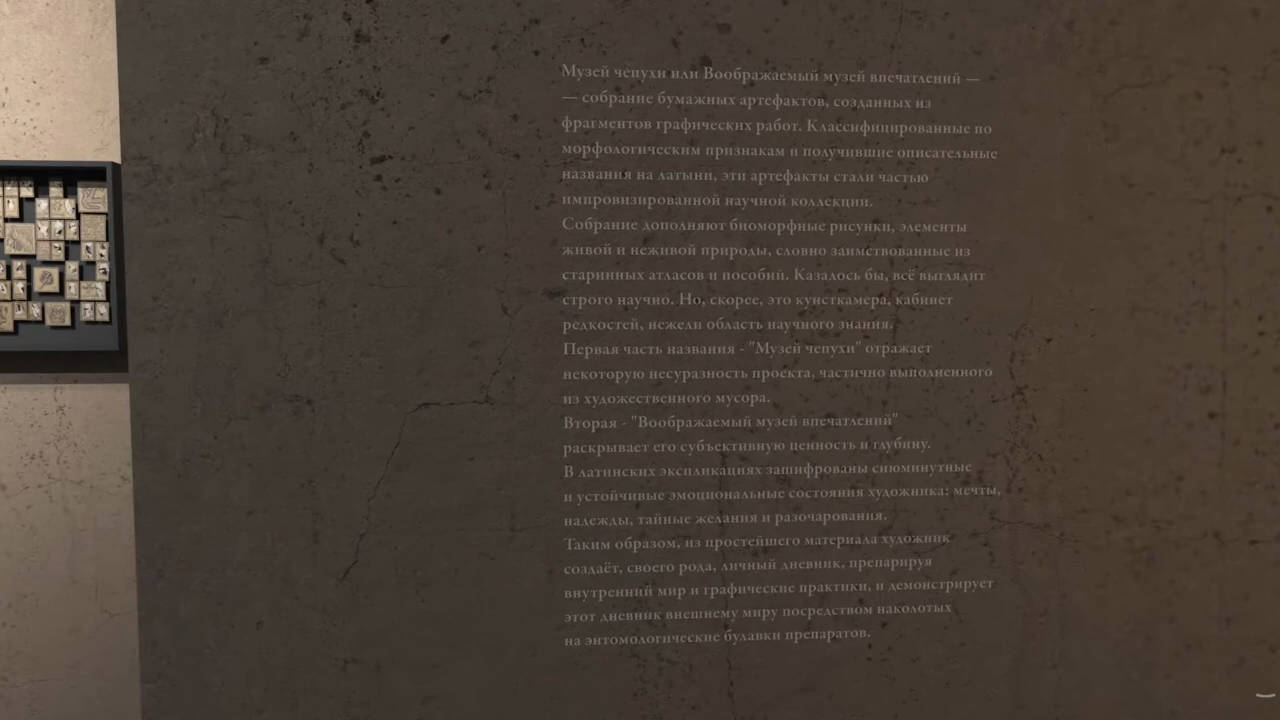 Музей чепухи или Воображаемый музей впечатлений —
— собрание бумажных артефактов, созданных из
фрагментов графических работ. Классифицированные по
морфологическим признакам и получившие описательные
названия на латыни, эти артефакты стали частью
импровизированной научной коллекции.
Собрание дополняют биоморфные рисунки, элементы
живой и неживой природы, словно заимствованные из
старинных атласов и пособий. Казалось бы, всё выглядит
строго научно. Но, скорее, это кунсткамера, кабинет
редкостей, нежели область научного знания.
Первая часть названия - "Музей чепухи" отражает
некоторую несуразность проекта, частично выполненного
из художественного мусора.
Вторая - "Воображаемый музей впечатлений"
раскрывает его субъективную ценность и глубину.
В латинских экспликациях зашифрованы сиюминутные
и устойчивые эмоциональные состояния художника: мечты,
надежды, тайные желания и разочарования.
Таким образом, из простейшего материала художник
создаёт, своего рода, личный дневник, препарируя
внутренний мир и графические практики, и демонстрирует
этот дневник внешнему миру посредством наколотых
на энтомологические булавки препаратов.